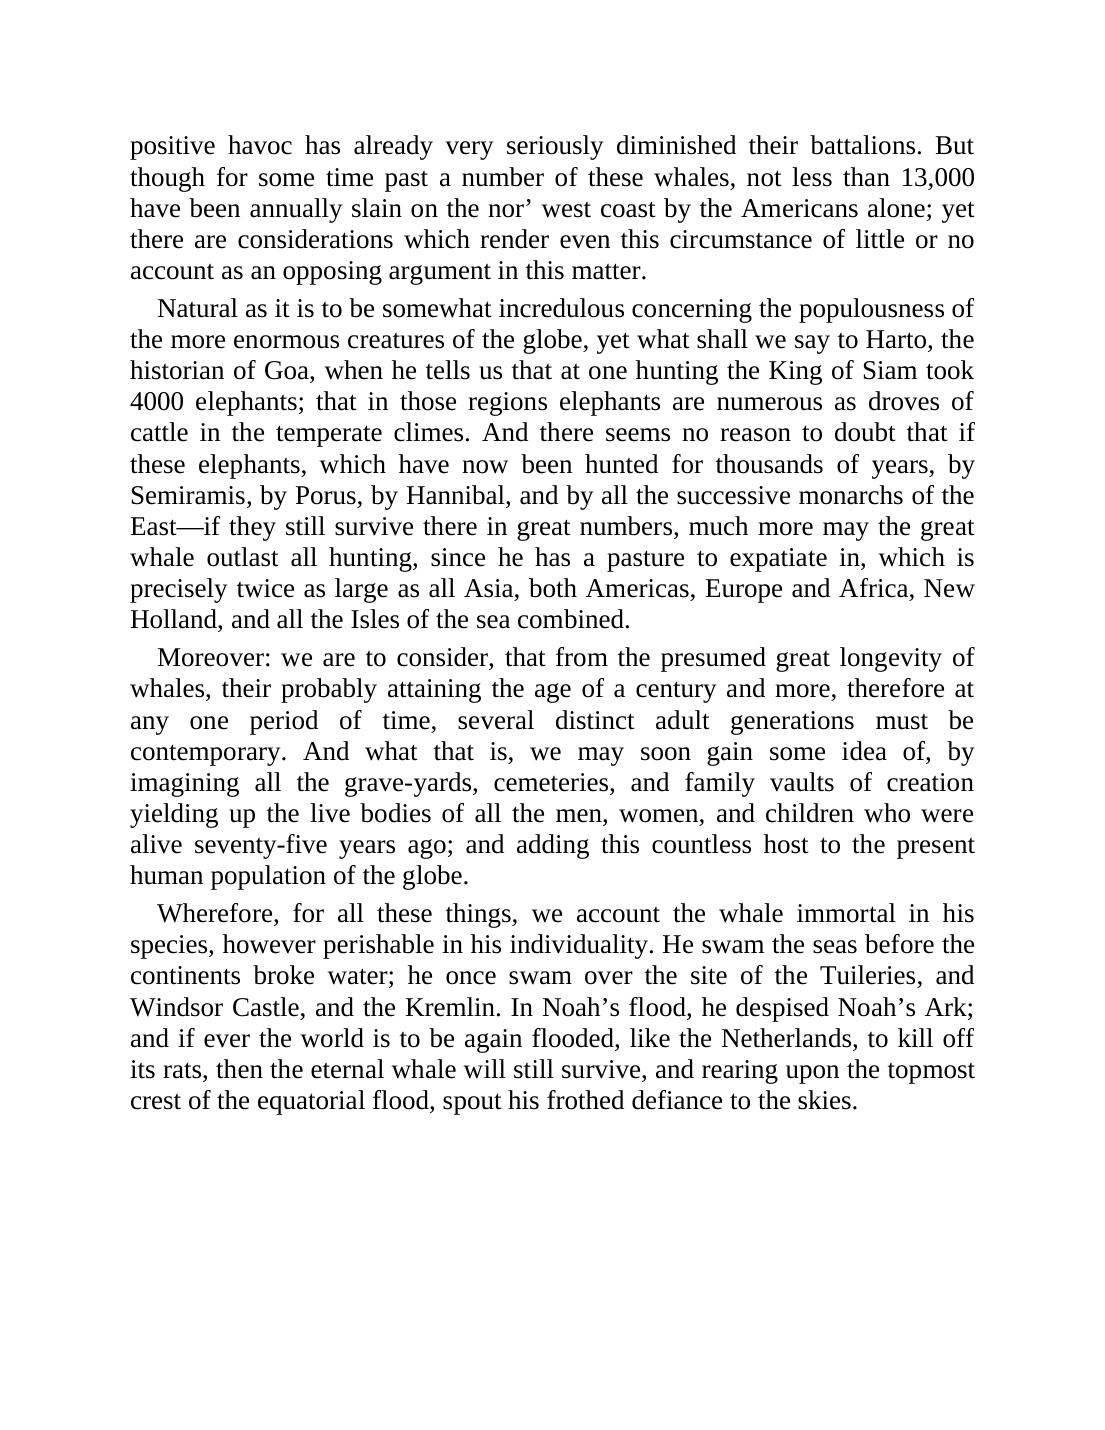 positive havoc has already very seriously diminished their battalions. But
though for some time past a number of these whales, not less than 13,000
have been annually slain on the nor’ west coast by the Americans alone; yet
there are considerations which render even this circumstance of little or no
account as an opposing argument in this matter.
Natural as it is to be somewhat incredulous concerning the populousness of
the more enormous creatures of the globe, yet what shall we say to Harto, the
historian of Goa, when he tells us that at one hunting the King of Siam took
4000 elephants; that in those regions elephants are numerous as droves of
cattle in the temperate climes. And there seems no reason to doubt that if
these elephants, which have now been hunted for thousands of years, by
Semiramis, by Porus, by Hannibal, and by all the successive monarchs of the
East—if they still survive there in great numbers, much more may the great
whale outlast all hunting, since he has a pasture to expatiate in, which is
precisely twice as large as all Asia, both Americas, Europe and Africa, New
Holland, and all the Isles of the sea combined.
Moreover: we are to consider, that from the presumed great longevity of
whales, their probably attaining the age of a century and more, therefore at
any one period of time, several distinct adult generations must be
contemporary. And what that is, we may soon gain some idea of, by
imagining all the grave-yards, cemeteries, and family vaults of creation
yielding up the live bodies of all the men, women, and children who were
alive seventy-five years ago; and adding this countless host to the present
human population of the globe.
Wherefore, for all these things, we account the whale immortal in his
species, however perishable in his individuality. He swam the seas before the
continents broke water; he once swam over the site of the Tuileries, and
Windsor Castle, and the Kremlin. In Noah’s flood, he despised Noah’s Ark;
and if ever the world is to be again flooded, like the Netherlands, to kill off
its rats, then the eternal whale will still survive, and rearing upon the topmost
crest of the equatorial flood, spout his frothed defiance to the skies.